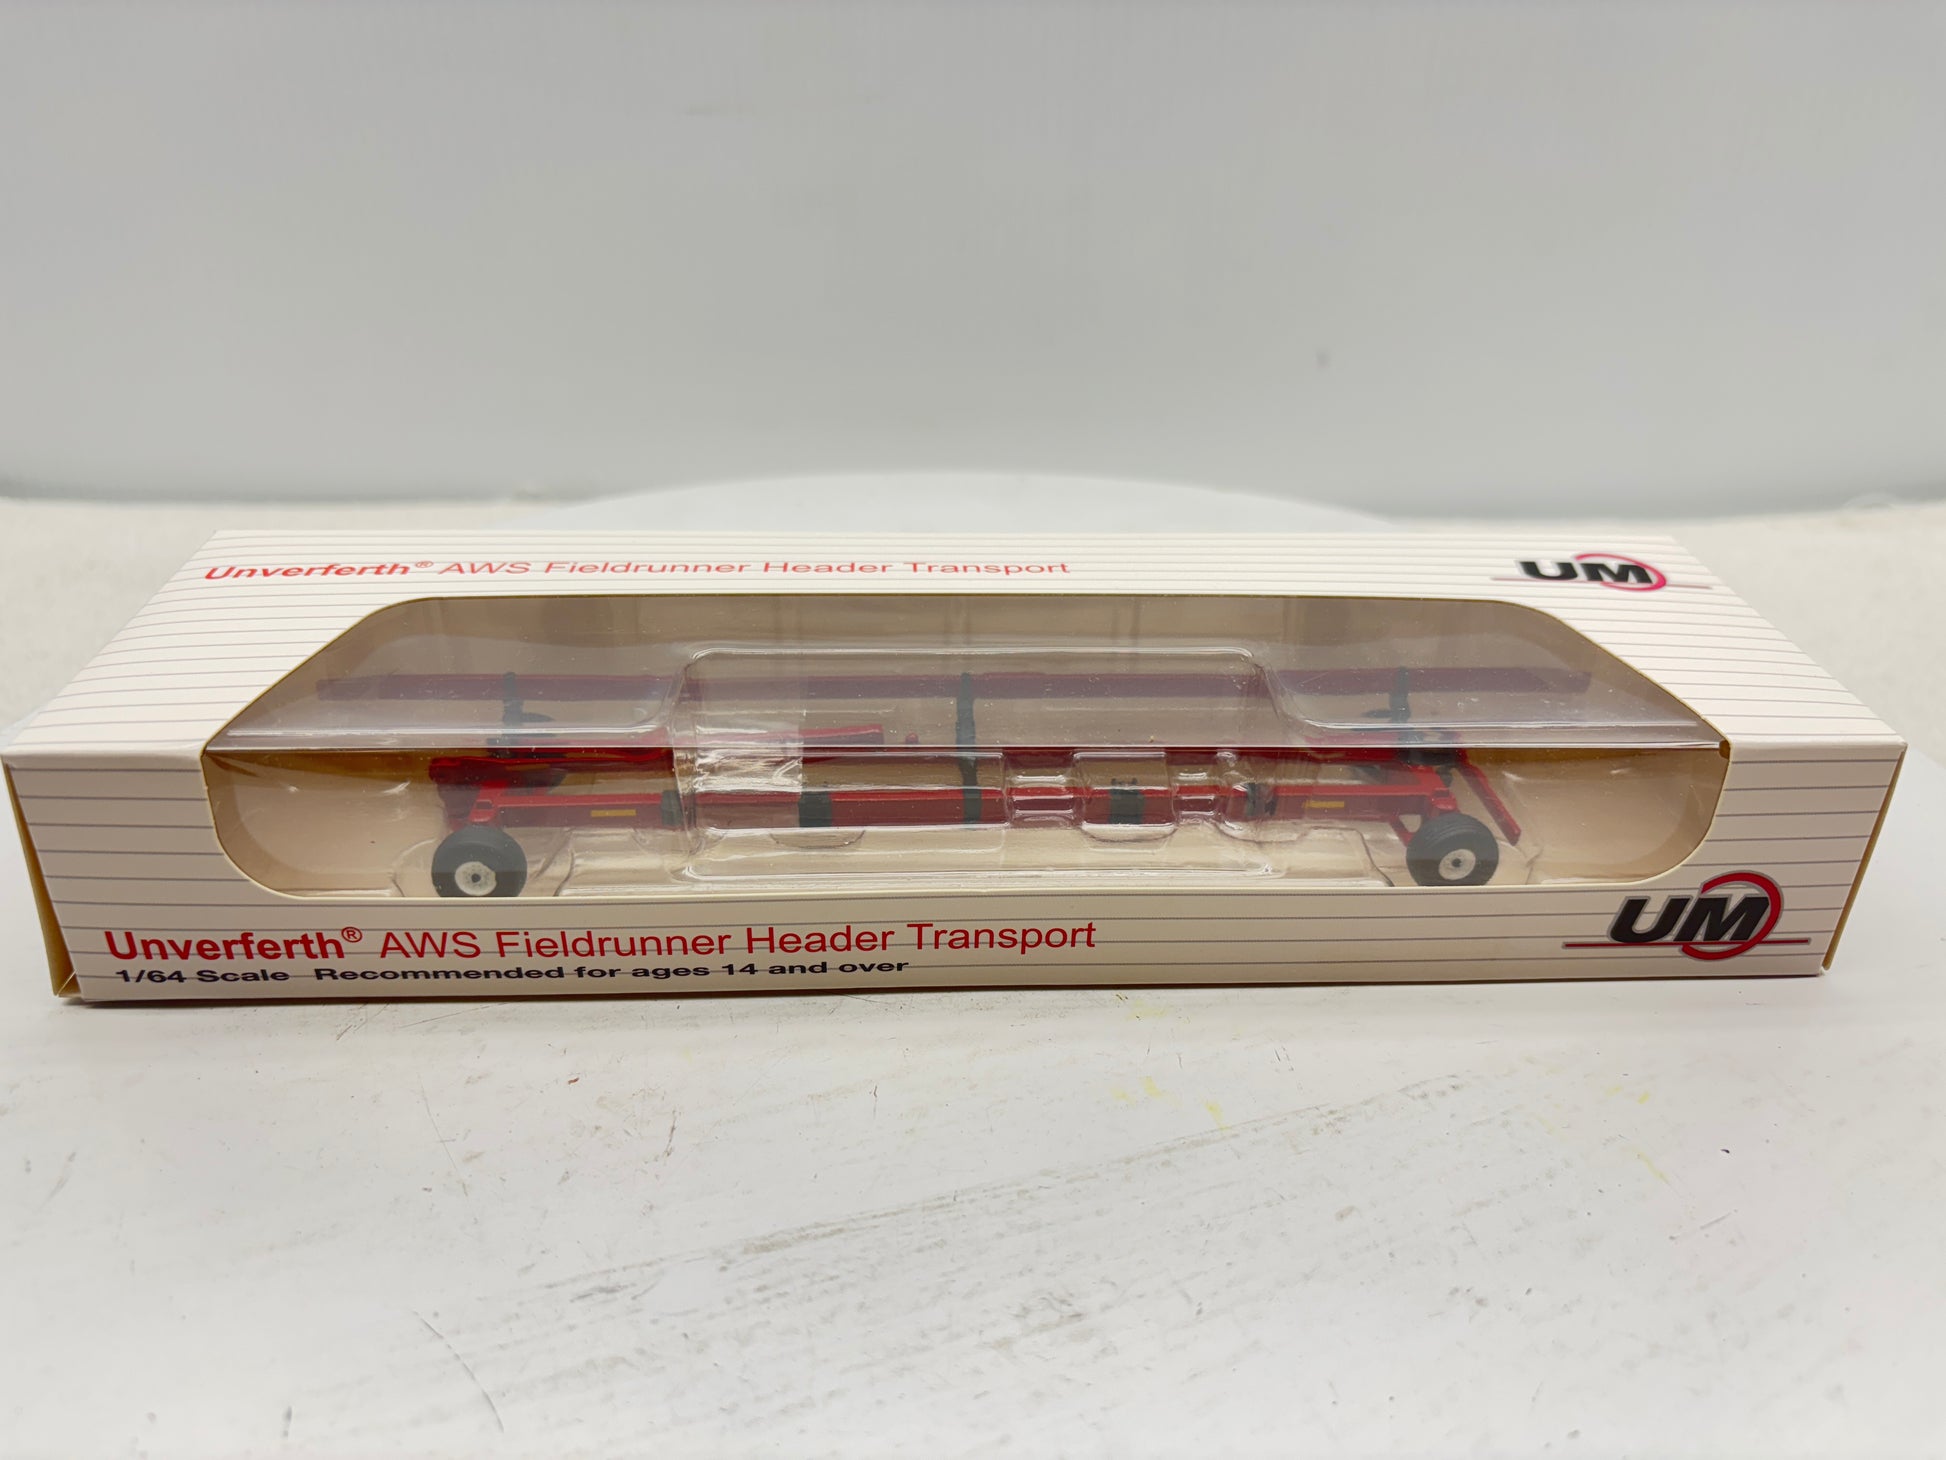 Unverferth® AWS Fieldrunner Header Transport
UM
Unverferth® AWS Fieldrunner Header Transport
1/64 Scale Recommended for ages 14 and over
UM